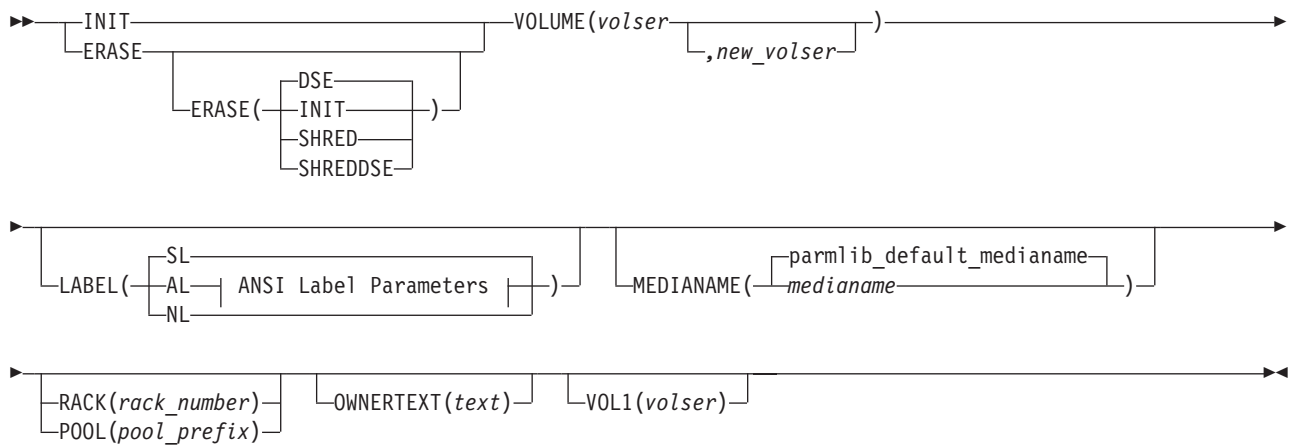 INIT VOLUME(volser )
ERASE ,new_volser
DSE
ERASE( INIT )
SHRED
SHREDDSE
SL parmlib_default_medianame
LABEL( AL ANSI Label Parameters ) MEDIANAME( medianame )
NL
RACK(rack_number) OWNERTEXT(text) VOL1(volser)
POOL(pool_prefix)